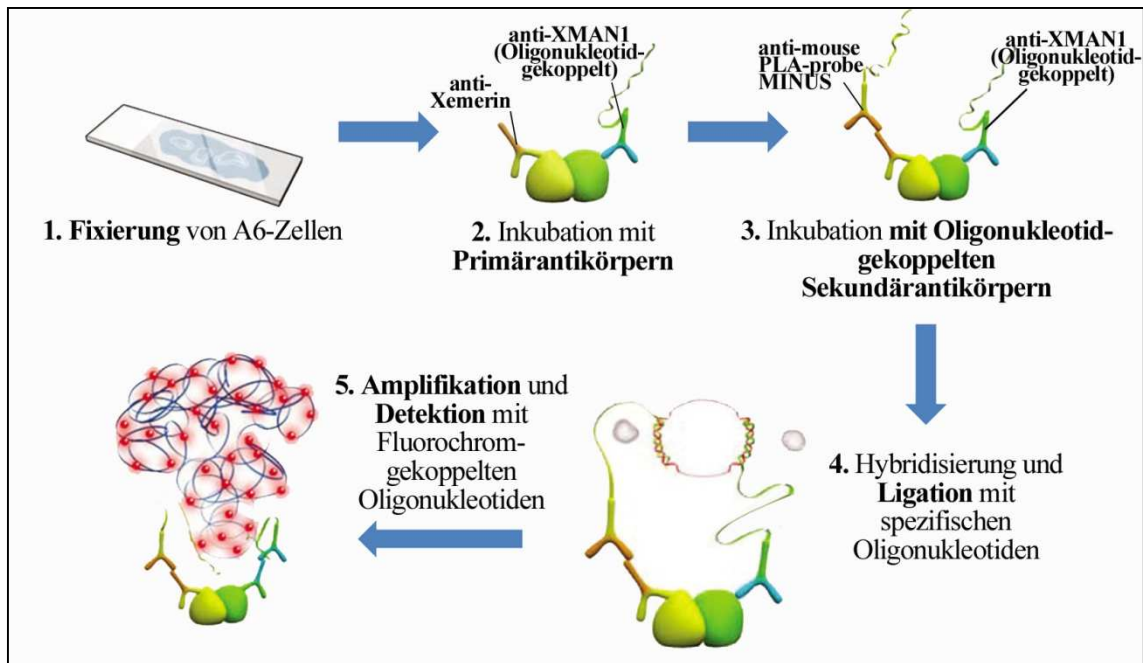 anti-
Xemerin
anti-XMAN1
(Oligonukleotid-
gekoppelt)
anti-mouse
PLA-probe
MINUS
anti-XMAN1
(Oligonukleotid-
gekoppelt)
1. Fixierung von A6-Zellen
2. Inkubation mit
Primärantikörpern
3. Inkubation mit Oligonukleotid-
gekoppelten
Sekundärantikörpern
4. Hybridisierung und
Ligation mit
spezifischen
Oligonukleotiden
5. Amplifikation und
Detektion mit
Fluorochrom-
gekoppelten
Oligonukleotiden